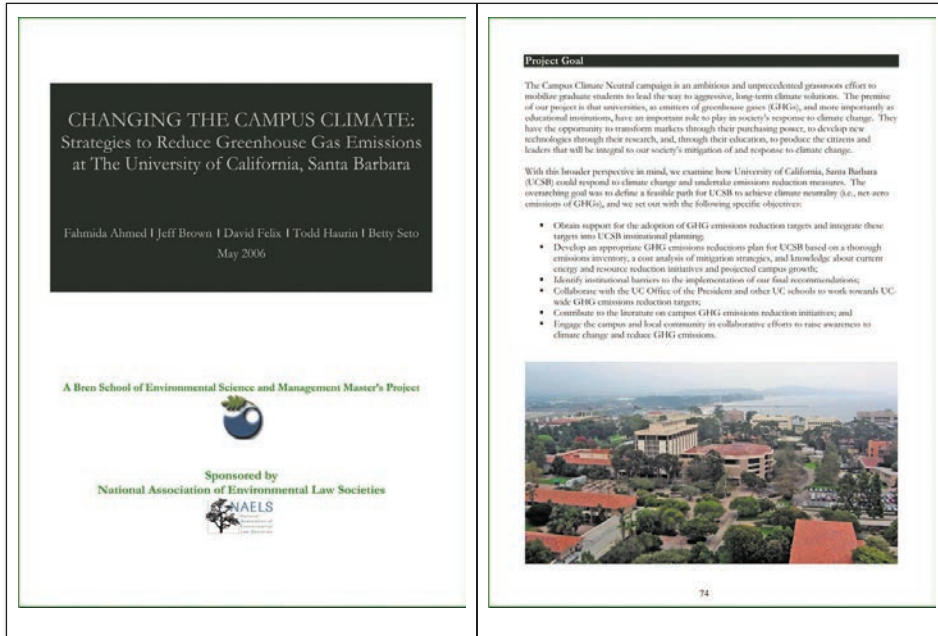 CHANGING THE CAMPUS CLIMATE:
Strategies to Reduce Greenhouse Gas Emissions
at The University of California, Santa Barbara
Fahmida Ahmed I Jeff Brown I David Felix I Todd Haurin I Betty Seto
May 2006
A Bren School of Environmental Science and Management Master's Project
Sponsored by
National Association of Environmental Law Societies
NAELS
National
Association of
Environmental
Law Societies
Project Goal
The Campus Climate Neutral campaign is an ambitious and unprecedented grassroots effort to
mobilize graduate students to lead the way to aggressive, long-term climate solutions. The premise
of our project is that universities, as emitters of greenhouse gases (GHGs), and more importantly as
educational institutions, have an important role to play in society's response to climate change. They
have the opportunity to transform markets through their purchasing power, to develop new
technologies through their research, and, through their education, to produce the citizens and
leaders that will be integral to our society's mitigation of and response to climate change.
With this broader perspective in mind, we examine how University of California, Santa Barbara
(UCSB) could respond to climate change and undertake emissions reduction measures. The
overarching goal was to define a feasible path for UCSB to achieve climate neutrality (i.e., net-zero
emissions of GHGs), and we set out with the following specific objectives:
▪ Obtain support for the adoption of GHG emissions reduction targets and integrate these
targets into UCSB institutional planning;
▪ Develop an appropriate GHG emissions reductions plan for UCSB based on a thorough
emissions inventory, a cost analysis of mitigation strategies, and knowledge about current
energy and resource reduction initiatives and projected campus growth;
▪ Identify institutional barriers to the implementation of our final recommendations;
▪ Collaborate with the UC Office of the President and other UC schools to work towards UC-
wide GHG emissions reduction targets;
▪ Contribute to the literature on campus GHG emissions reduction initiatives; and
▪ Engage the campus and local community in collaborative efforts to raise awareness to
climate change and reduce GHG emissions.
74